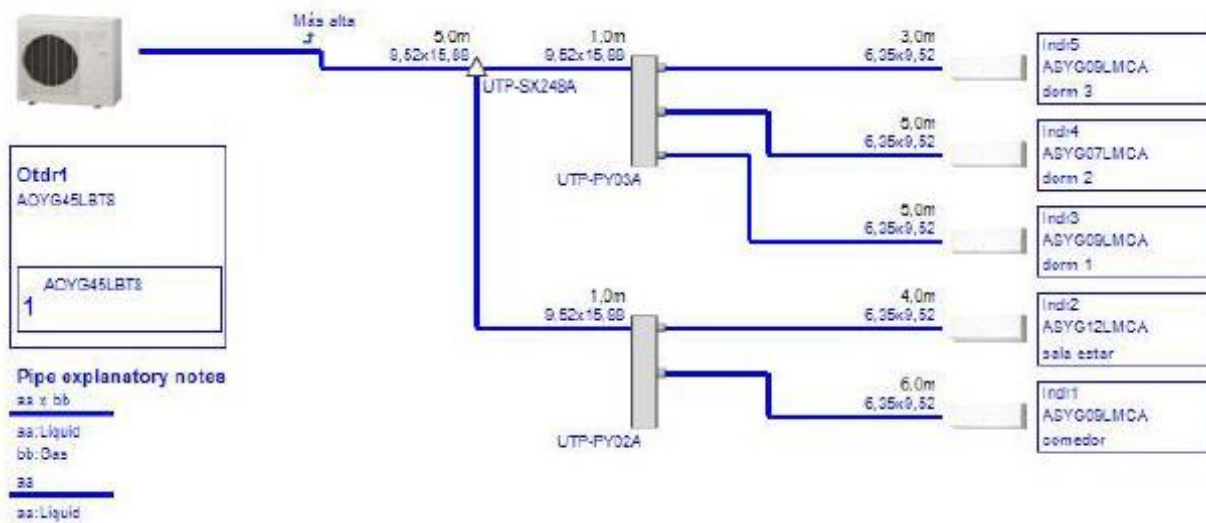 Más alta
5,0m
9,52x15,88
UTP-SX248A
1,0m
9,52x15,88
UTP-PY03A
3,0m
6,35x9,52
Indr5
ASYG09LMCA
dorm 3
5,0m
6,35x9,52
Indr4
ASYG07LMCA
dorm 2
5,0m
6,35x9,52
Indr3
ASYG09LMCA
dorm 1
Otdr1
AOYG45LBT8
AOYG45LBT8
1
1,0m
9,52x15,88
UTP-PY02A
4,0m
6,35x9,52
Indr2
ASYG12LMCA
sala estar
6,0m
6,35x9,52
Indr1
ASYG09LMCA
comedor
Pipe explanatory notes
aa x bb
aa:Liquid
bb:Gas
aa
aa:Liquid